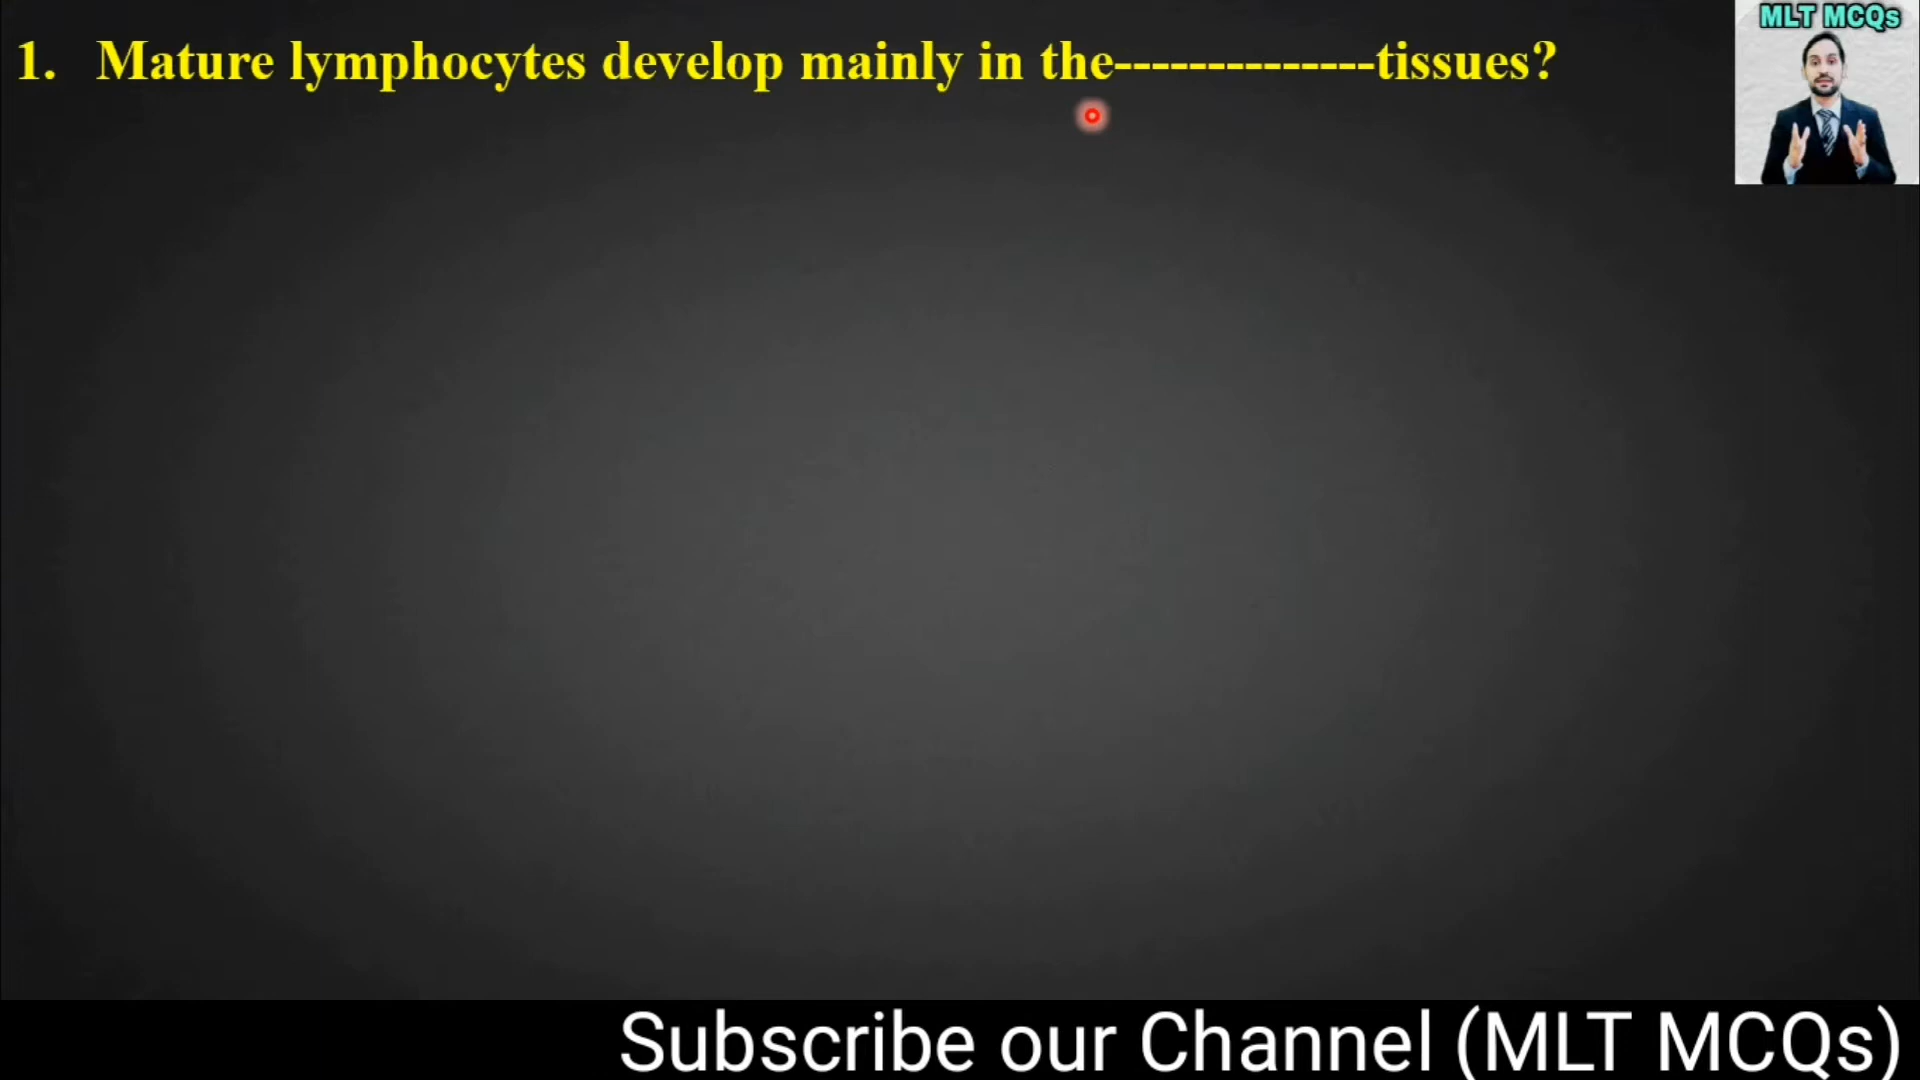 MLT MCQs
1. Mature lymphocytes develop mainly in the--------------tissues?
Subscribe our Channel (MLT MCQs)